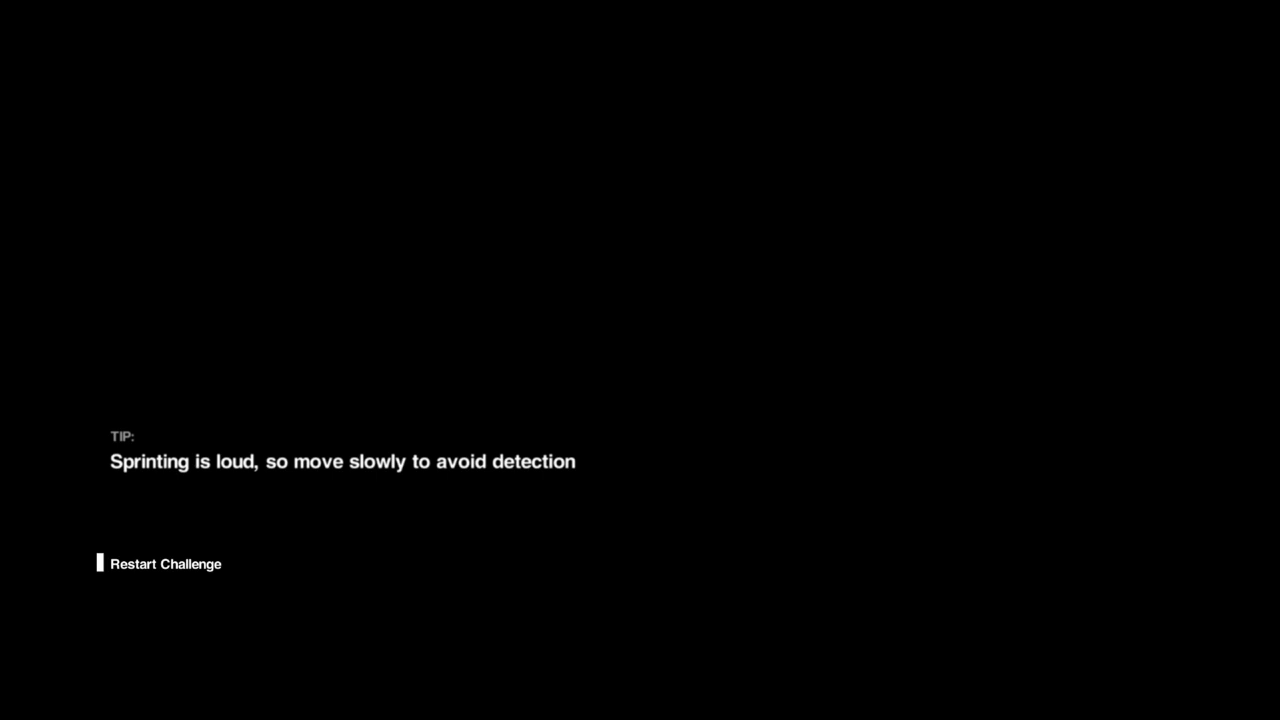 TIP:
Sprinting is loud, so move slowly to avoid detection
Restart Challenge